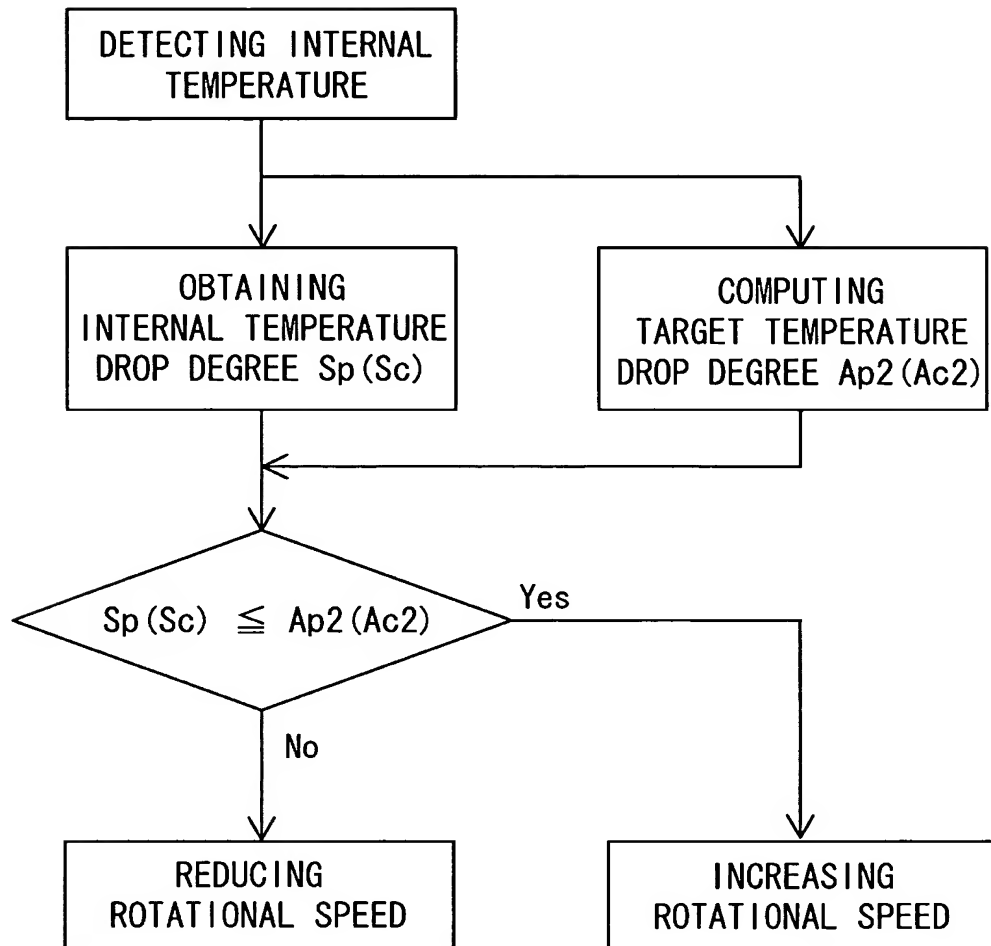 DETECTING INTERNAL
TEMPERATURE
OBTAINING
INTERNAL TEMPERATURE
DROP DEGREE Sp(Sc)
COMPUTING
TARGET TEMPERATURE
DROP DEGREE Ap2(Ac2)
Sp(Sc) ≦ Ap2(Ac2)
Yes
No
REDUCING
ROTATIONAL SPEED
INCREASING
ROTATIONAL SPEED